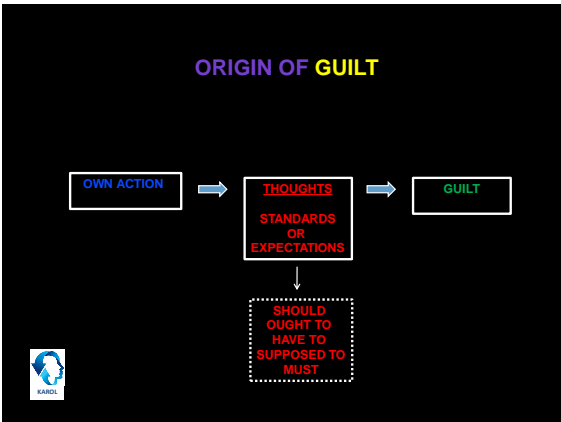 ORIGIN OF GUILT
OWN ACTION
THOUGHTS
STANDARDS
OR
EXPECTATIONS
GUILT
SHOULD
OUGHT TO
HAVE TO
SUPPOSED TO
MUST
KAROL